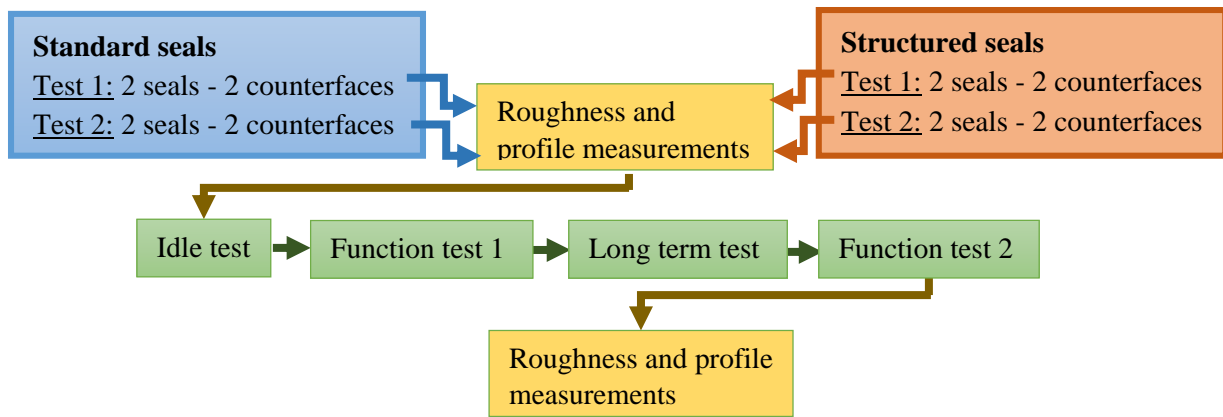 Standard seals
Test 1: 2 seals - 2 counterfaces
Test 2: 2 seals - 2 counterfaces
Structured seals
Test 1: 2 seals - 2 counterfaces
Test 2: 2 seals - 2 counterfaces
Roughness and
profile measurements
Idle test
Function test 1
Long term test
Function test 2
Roughness and profile
measurements